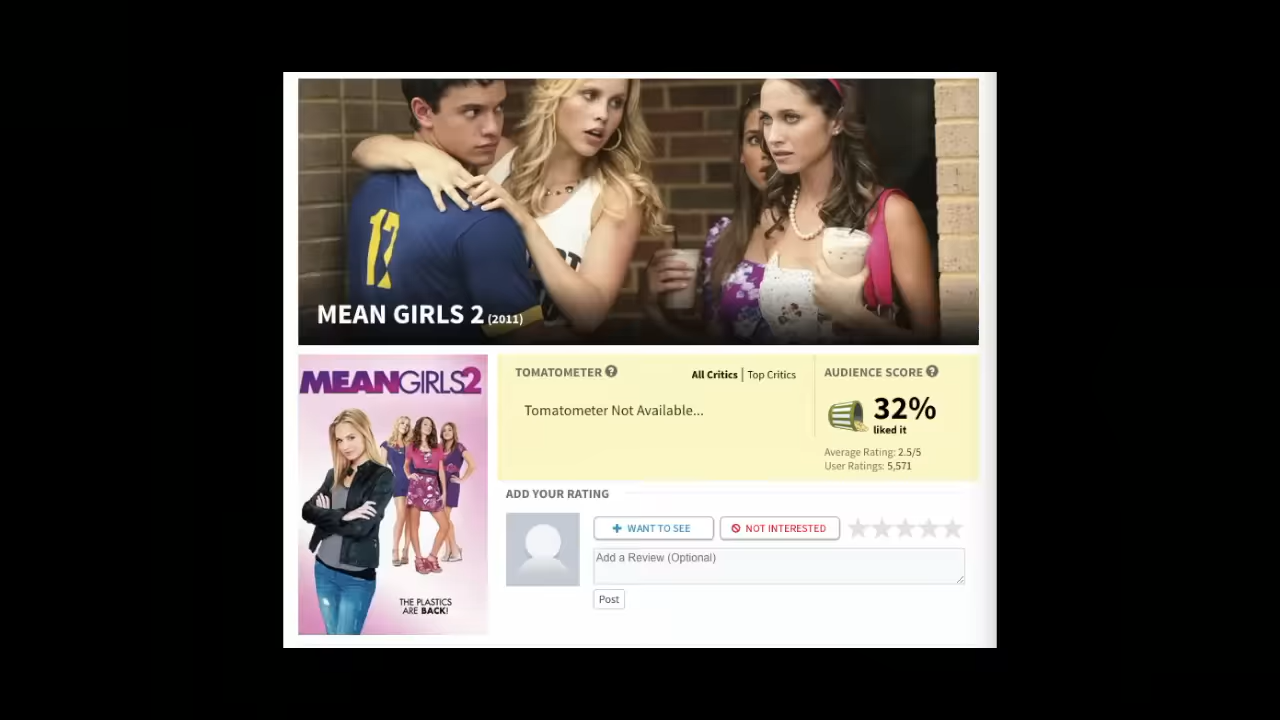 17
MEAN GIRLS 2 (2011)
MEANGIRLS2
THE PLASTICS
ARE BACK!
TOMATOMETER
All Critics | Top Critics
Tomatometer Not Available...
AUDIENCE SCORE
32%
liked it
Average Rating: 2.5/5
User Ratings: 5,571
ADD YOUR RATING
WANT TO SEE
NOT INTERESTED
Add a Review (Optional)
Post